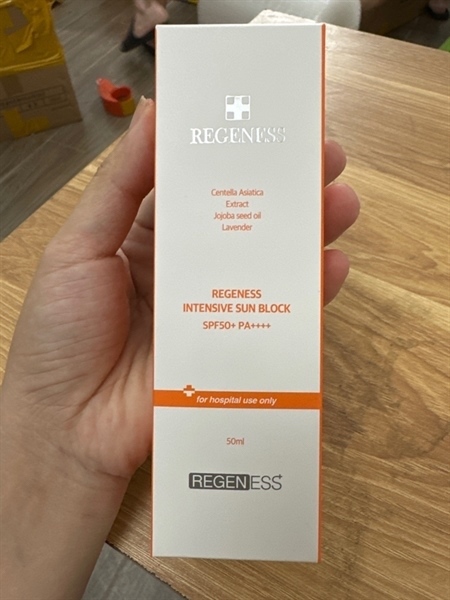 REGENESS
Centella Asiatica
Extract
Jojoba seed oil
Lavender
REGENESS
INTENSIVE SUN BLOCK
SPF50+ PA++++
for hospital use only
50ml
REGENESS+